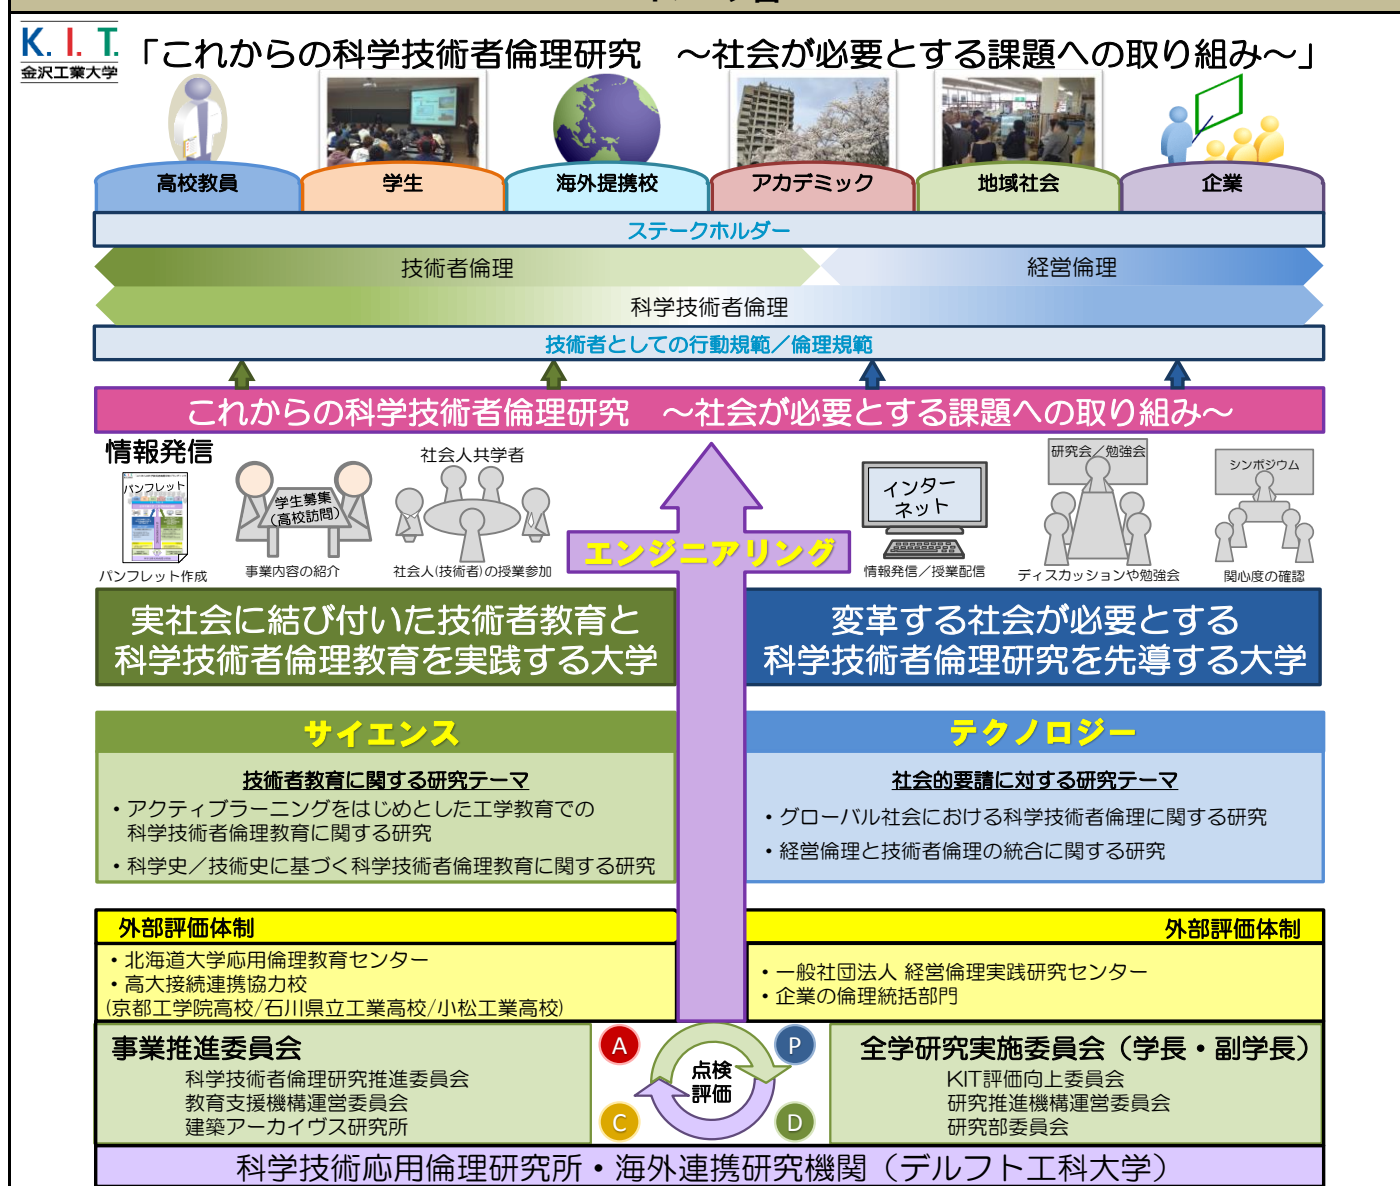 K. I. T.
金沢工業大学
「これからの科学技術者倫理研究　～社会が必要とする課題への取り組み～」
高校教員
学生
海外提携校
アカデミック
地域社会
企業
ステークホルダー
技術者倫理
経営倫理
科学技術者倫理
技術者としての行動規範／倫理規範
これからの科学技術者倫理研究　～社会が必要とする課題への取り組み～
情報発信
パンフレット
パンフレット作成
学生募集
(高校訪問)
事業内容の紹介
社会人共学者
社会人(技術者)の授業参加
エンジニアリング
インター
ネット
情報発信／授業配信
研究会／勉強会
ディスカッションや勉強会
シンポジウム
関心度の確認
実社会に結び付いた技術者教育と
科学技術者倫理教育を実践する大学
変革する社会が必要とする
科学技術者倫理研究を先導する大学
サイエンス
技術者教育に関する研究テーマ
・アクティブラーニングをはじめとした工学教育での
科学技術者倫理教育に関する研究
・科学史／技術史に基づく科学技術者倫理教育に関する研究
テクノロジー
社会的要請に対する研究テーマ
・グローバル社会における科学技術者倫理に関する研究
・経営倫理と技術者倫理の統合に関する研究
外部評価体制
・北海道大学応用倫理教育センター
・高大接続連携協力校
(京都工学院高校/石川県立工業高校/小松工業高校)
外部評価体制
・一般社団法人 経営倫理実践研究センター
・企業の倫理統括部門
事業推進委員会
科学技術者倫理研究推進委員会
教育支援機構運営委員会
建築アーカイヴス研究所
A
P
点検
評価
C
D
全学研究実施委員会（学長・副学長）
KIT評価向上委員会
研究推進機構運営委員会
研究部委員会
科学技術応用倫理研究所・海外連携研究機関（デルフト工科大学）